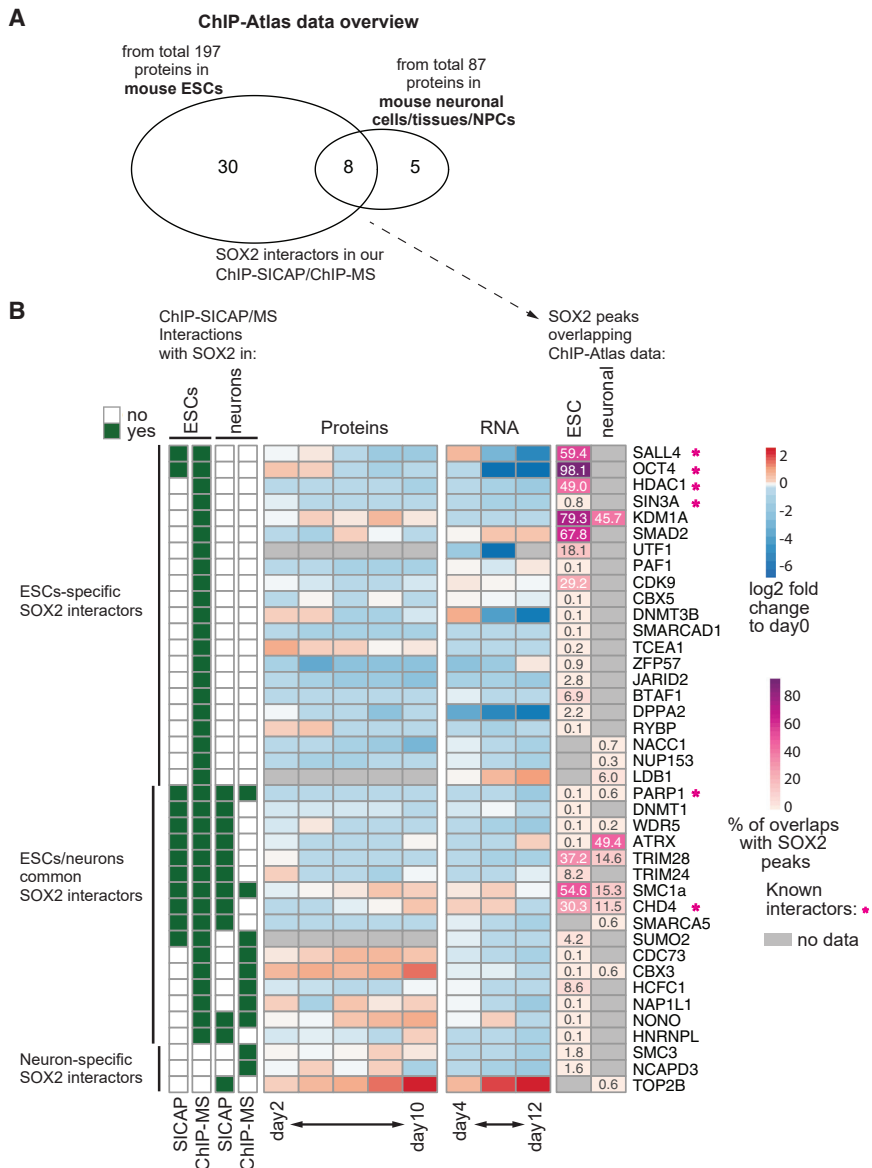 A
ChIP-Atlas data overview
from total 197
proteins in
mouse ESCs
from total 87
proteins in
mouse neuronal
cells/tissues/NPCs
30
8
5
SOX2 interactors in our
ChIP-SICAP/ChIP-MS
B
ChIP-SICAP/MS
Interactions
with SOX2 in:
SOX2 peaks
overlapping
ChIP-Atlas data:
no
yes
ESCs
neurons
Proteins
RNA
ESC
neuronal
59.4 SALL4 *
98.1 OCT4 *
49.0 HDAC1 *
0.8 SIN3A *
79.3 45.7 KDM1A
67.8 SMAD2
18.1 UTF1
0.1 PAF1
29.2 CDK9
0.1 CBX5
0.1 DNMT3B
0.1 SMARCAD1
0.2 TCEA1
0.9 ZFP57
2.8 JARID2
6.9 BTAF1
2.2 DPPA2
0.1 RYBP
0.7 NACC1
0.3 NUP153
6.0 LDB1
0.1 0.6 PARP1 *
0.1 DNMT1
0.1 0.2 WDR5
0.1 49.4 ATRX
37.2 14.6 TRIM28
8.2 TRIM24
54.6 15.3 SMC1a
30.3 11.5 CHD4 *
0.6 SMARCA5
4.2 SUMO2
0.1 CDC73
0.1 0.6 CBX3
8.6 HCFC1
0.1 NAP1L1
0.1 NONO
0.1 HNRNPL
1.8 SMC3
1.6 NCAPD3
0.6 TOP2B
ESCs-specific
SOX2 interactors
ESCs/neurons
common
SOX2 interactors
Neuron-specific
SOX2 interactors
2
0
-2
-4
-6
log2 fold
change
to day0
80
60
40
20
0
% of overlaps
with SOX2
peaks
Known
interactors: *
no data
SICAP
ChIP-MS
SICAP
ChIP-MS
day2
day10
day4
day12